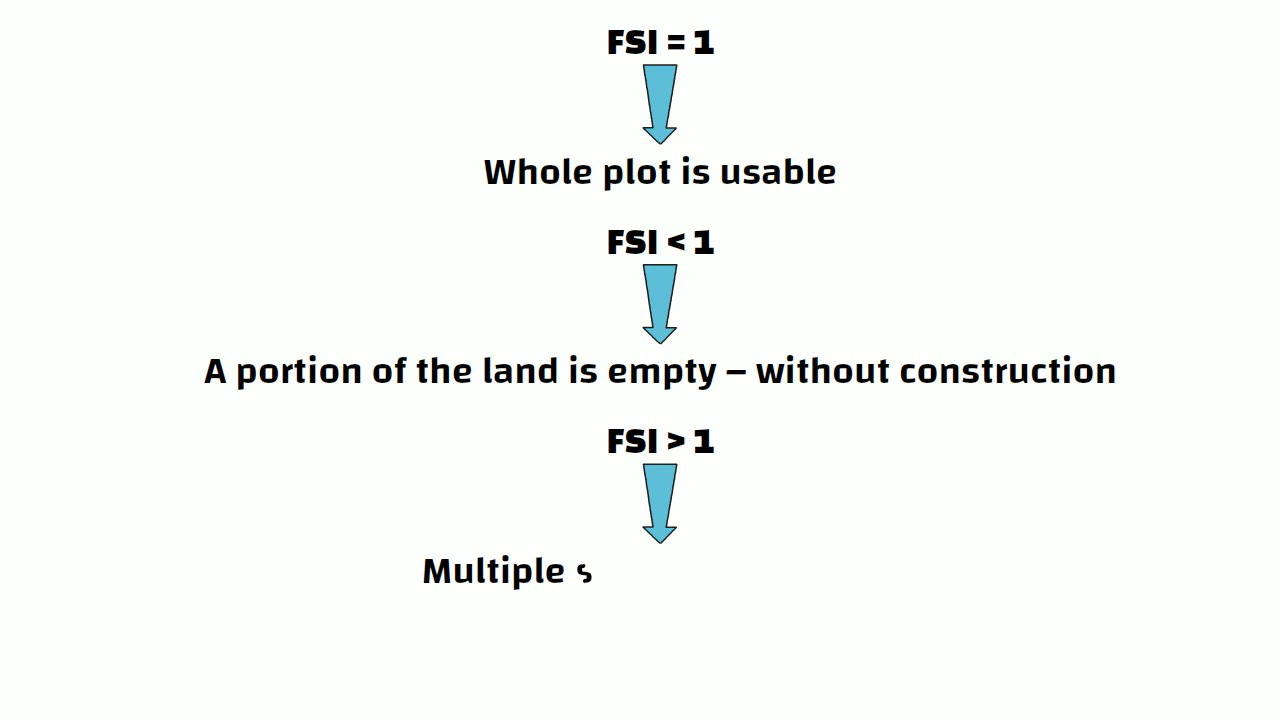 FSI = 1
Whole plot is usable
FSI < 1
A portion of the land is empty – without construction
FSI > 1
Multiple s